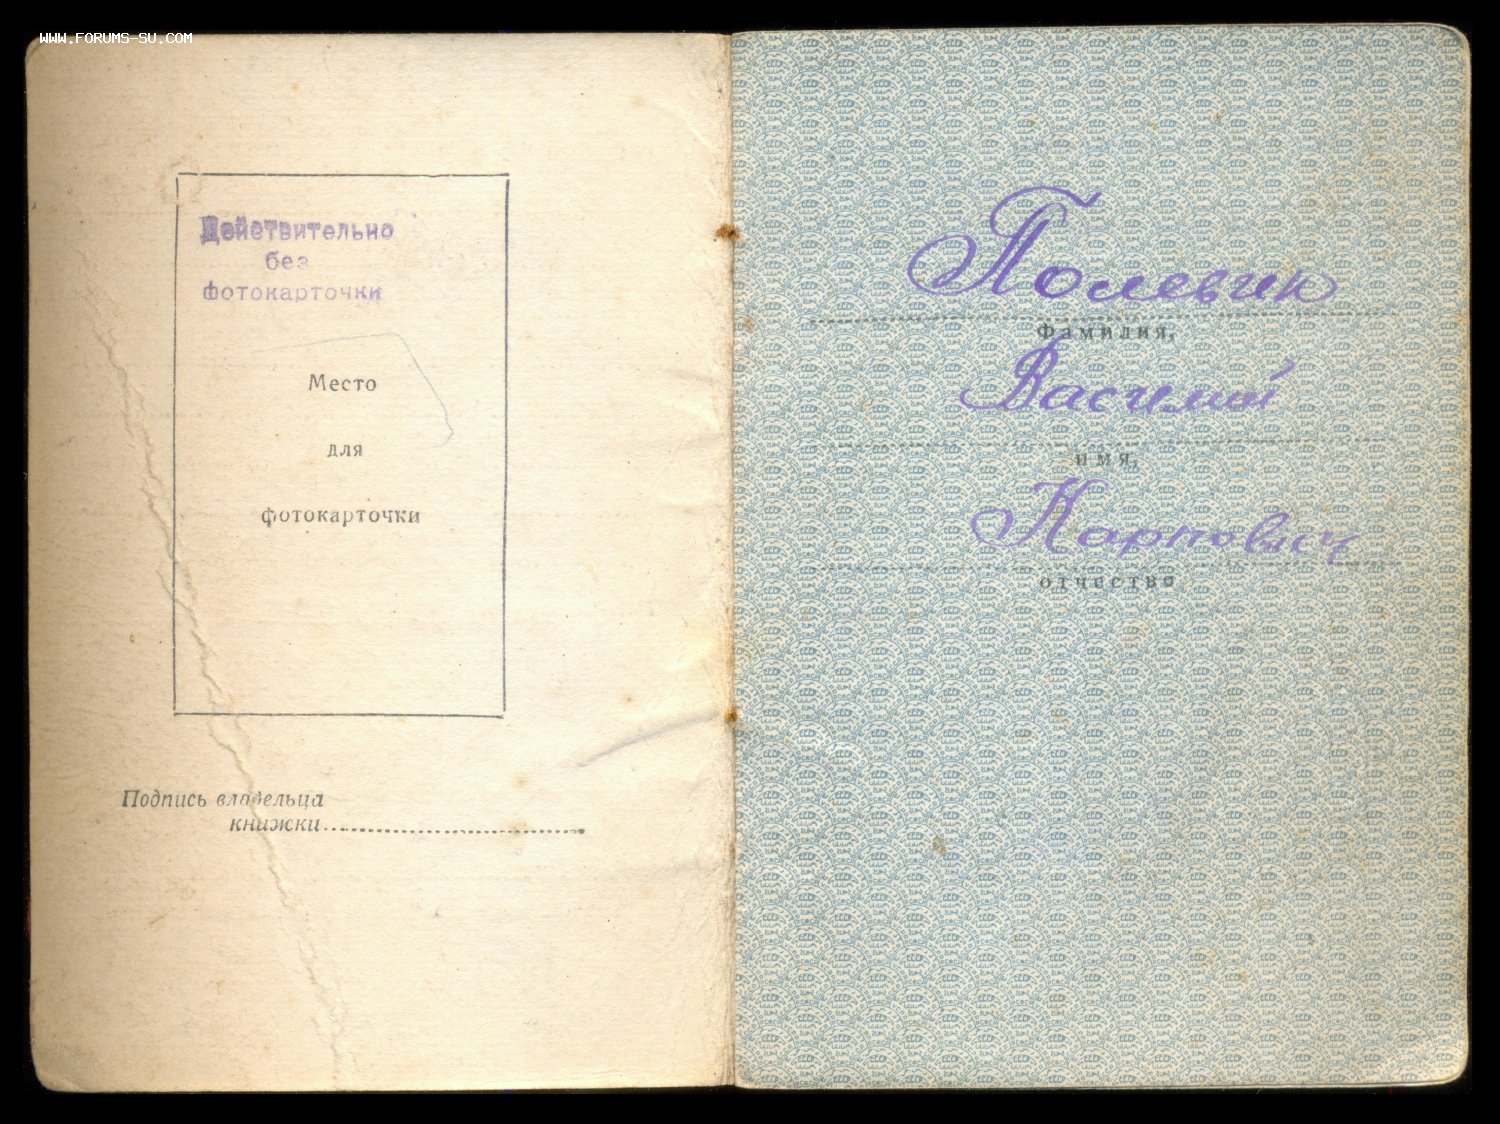 WWW.FORUMS-SU.COM
Действительно
без
фотокарточки
Место
для
фотокарточки
Подпись владельца
книжки
Полевик
фамилия,
Василий
имя,
Карпович
отчество